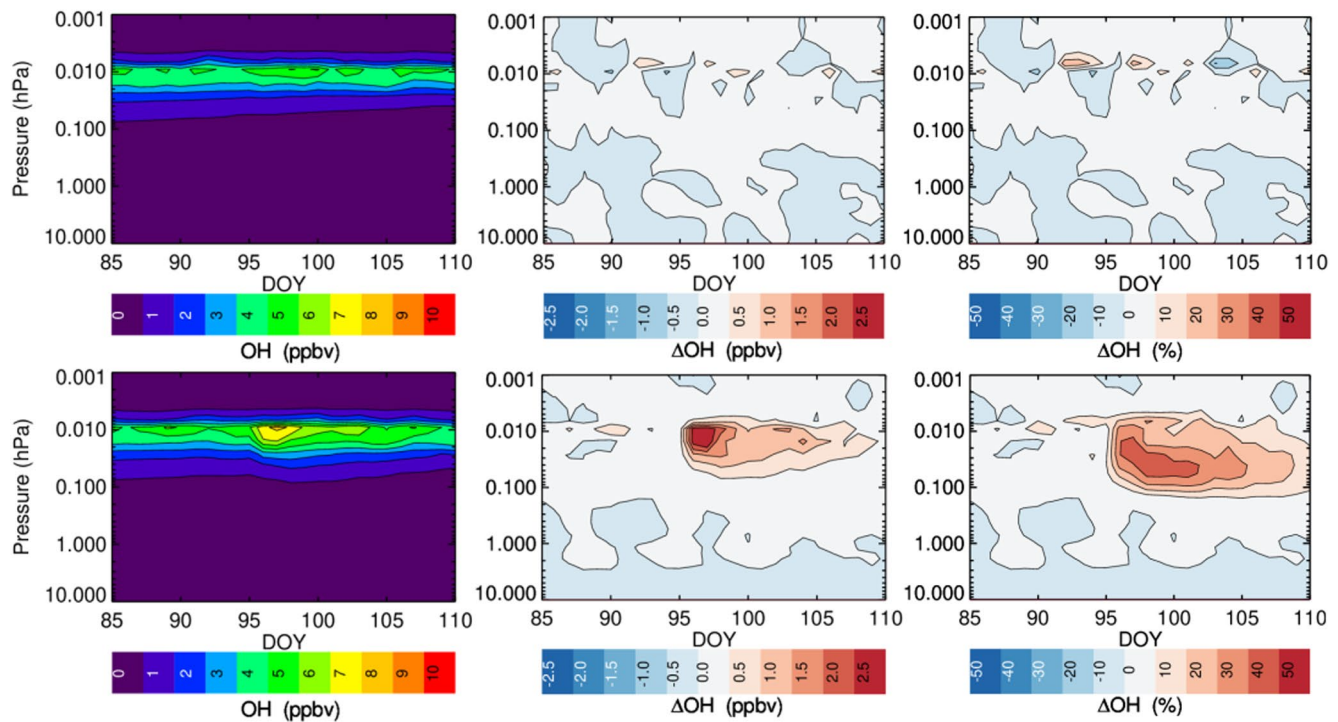 0.001
0.010
0.100
1.000
10.000
Pressure (hPa)
85 90 95 100 105 110
DOY
0 1 2 3 4 5 6 7 8 9 10
OH (ppbv)
0.001
0.010
0.100
1.000
10.000
85 90 95 100 105 110
DOY
-2.5 -2.0 -1.5 -1.0 -0.5 0.0 0.5 1.0 1.5 2.0 2.5
ΔOH (ppbv)
0.001
0.010
0.100
1.000
10.000
85 90 95 100 105 110
DOY
-50 -40 -30 -20 -10 0 10 20 30 40 50
ΔOH (%)
0.001
0.010
0.100
1.000
10.000
Pressure (hPa)
85 90 95 100 105 110
DOY
0 1 2 3 4 5 6 7 8 9 10
OH (ppbv)
0.001
0.010
0.100
1.000
10.000
85 90 95 100 105 110
DOY
-2.5 -2.0 -1.5 -1.0 -0.5 0.0 0.5 1.0 1.5 2.0 2.5
ΔOH (ppbv)
0.001
0.010
0.100
1.000
10.000
85 90 95 100 105 110
DOY
-50 -40 -30 -20 -10 0 10 20 30 40 50
ΔOH (%)